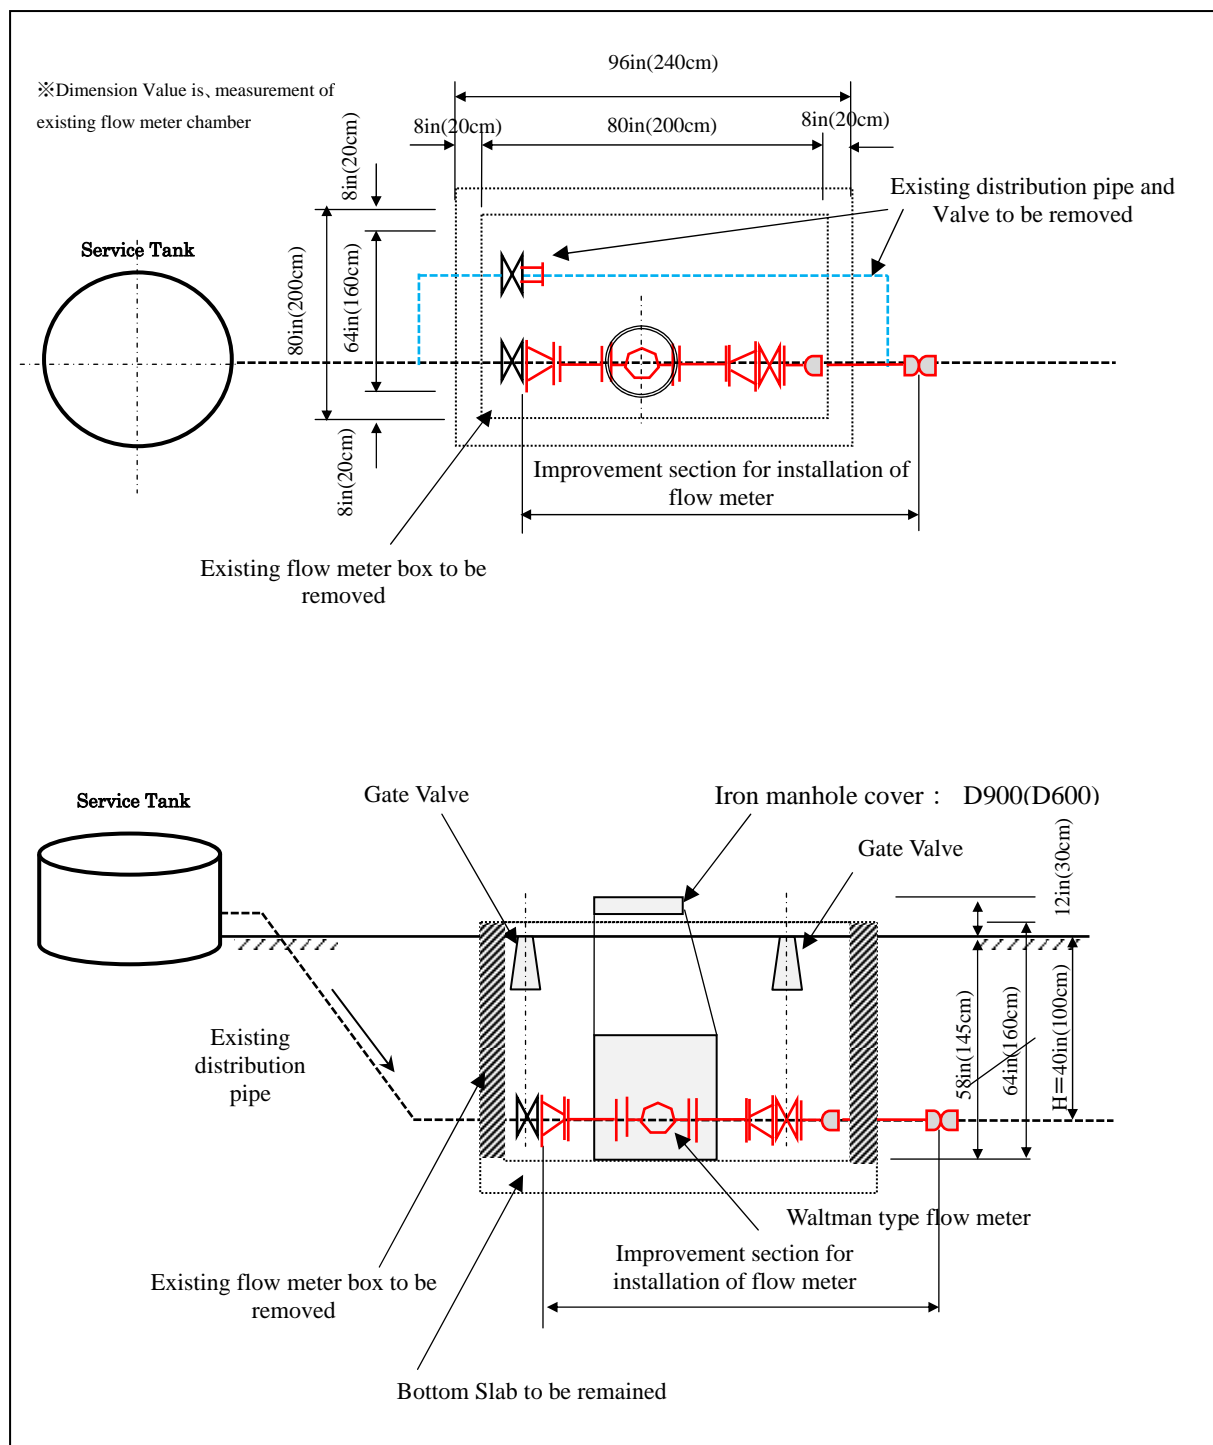 96in(240cm)
※Dimension Value is、measurement of
existing flow meter chamber
8in(20cm)
80in(200cm)
8in(20cm)
8in(20cm)
Existing distribution pipe and
Valve to be removed
Service Tank
80in(200cm)
64in(160cm)
8in(20cm)
Improvement section for installation of
flow meter
Existing flow meter box to be
removed
Service Tank
Gate Valve
Iron manhole cover： D900(D600)
Gate Valve
12in(30cm)
58in(145cm)
64in(160cm)
H＝40in(100cm)
Existing
distribution
pipe
Waltman type flow meter
Improvement section for
installation of flow meter
Existing flow meter box to be
removed
Bottom Slab to be remained